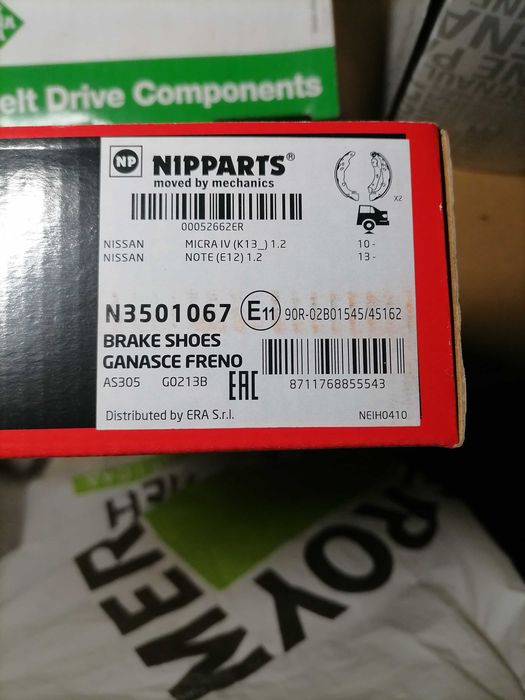 elt Drive Components
NP NIPPARTS®
moved by mechanics
X2
00052662ER
NISSAN MICRA IV (K13_) 1.2 10-
NISSAN NOTE (E12) 1.2 13-
N3501067 E11 90R-02B01545/45162
BRAKE SHOES
GANASCE FRENO
AS305 G0213B EAC
8711768855543
Distributed by ERA S.r.l. NEIH0410
MER
ROY